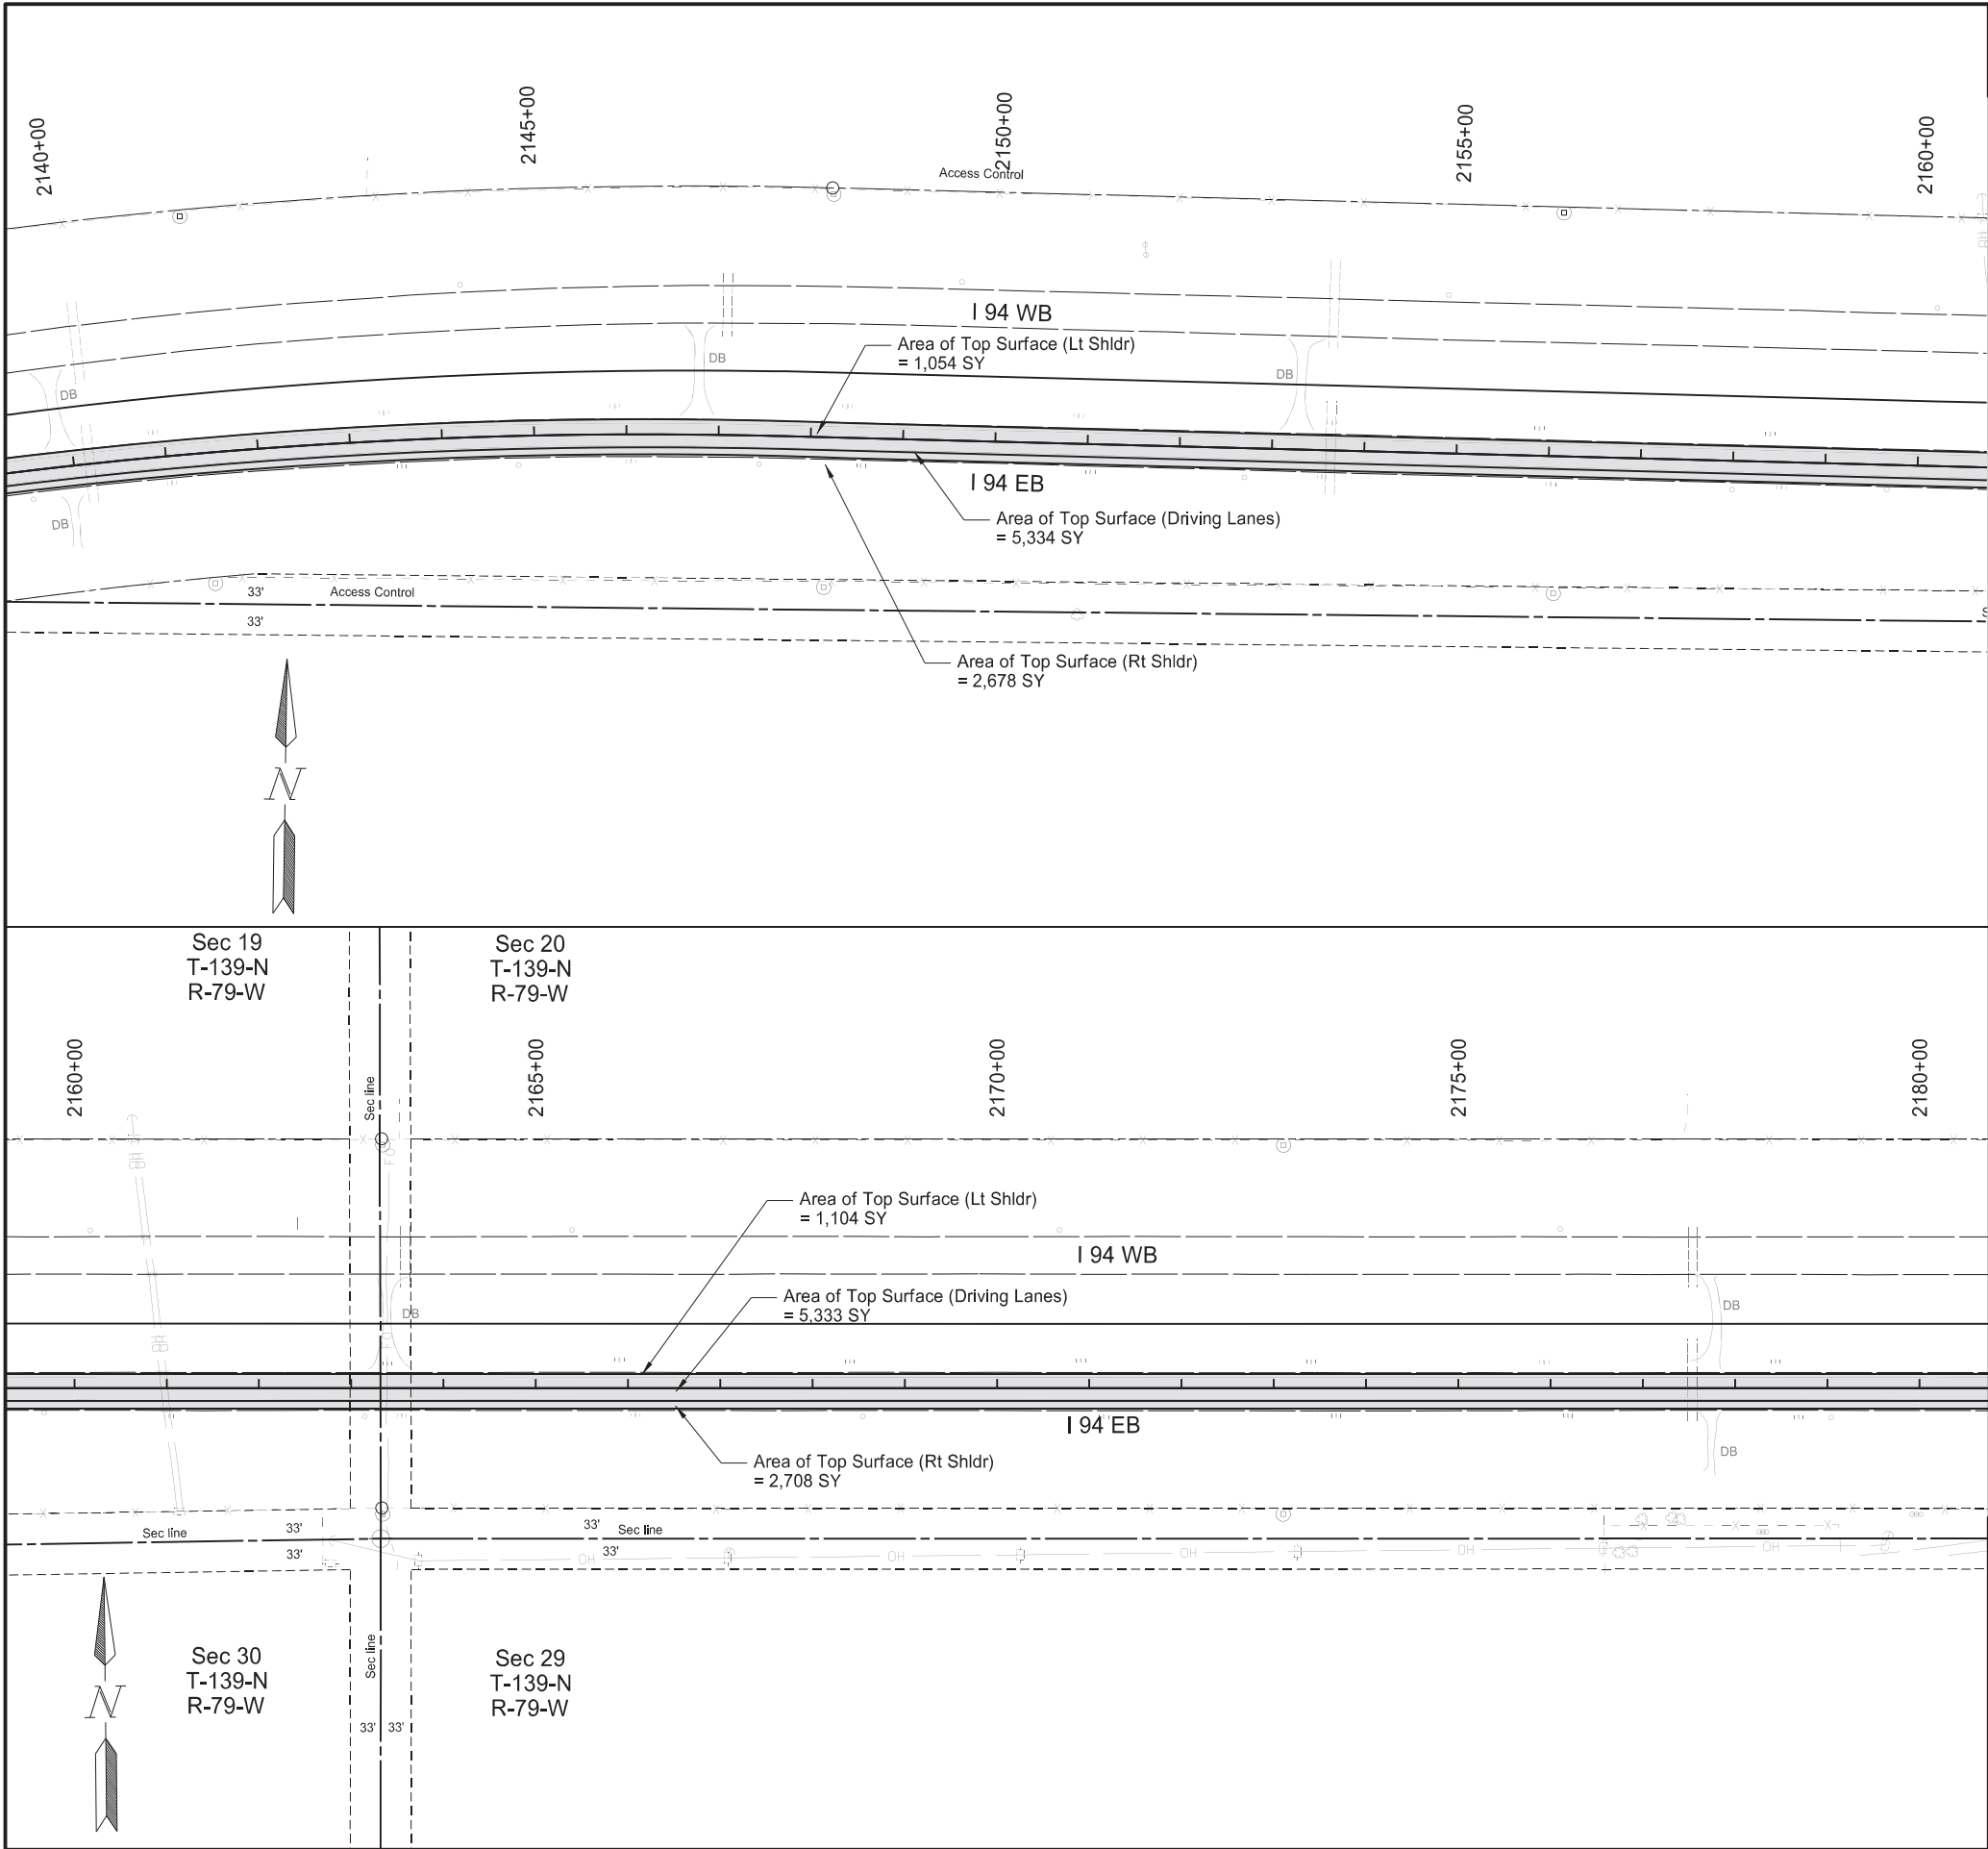 2140+00
2145+00
2150+00
2155+00
2160+00
Access Control
I 94 WB
Area of Top Surface (Lt Shldr)
= 1,054 SY
DB
DB
DB
I 94 EB
Area of Top Surface (Driving Lanes)
= 5,334 SY
DB
33'
Access Control
33'
Area of Top Surface (Rt Shldr)
= 2,678 SY
N
Sec 19
T-139-N
R-79-W
Sec 20
T-139-N
R-79-W
2160+00
Sec line
2165+00
2170+00
2175+00
2180+00
FO
Area of Top Surface (Lt Shldr)
= 1,104 SY
I 94 WB
Area of Top Surface (Driving Lanes)
= 5,333 SY
DB
DB
FO
I 94 EB
DB
Area of Top Surface (Rt Shldr)
= 2,708 SY
Sec line
33'
33'
Sec line
33'
33'
OH
OH
OH
OH
OH
Sec 30
T-139-N
R-79-W
Sec line
Sec 29
T-139-N
R-79-W
N
33'
33'